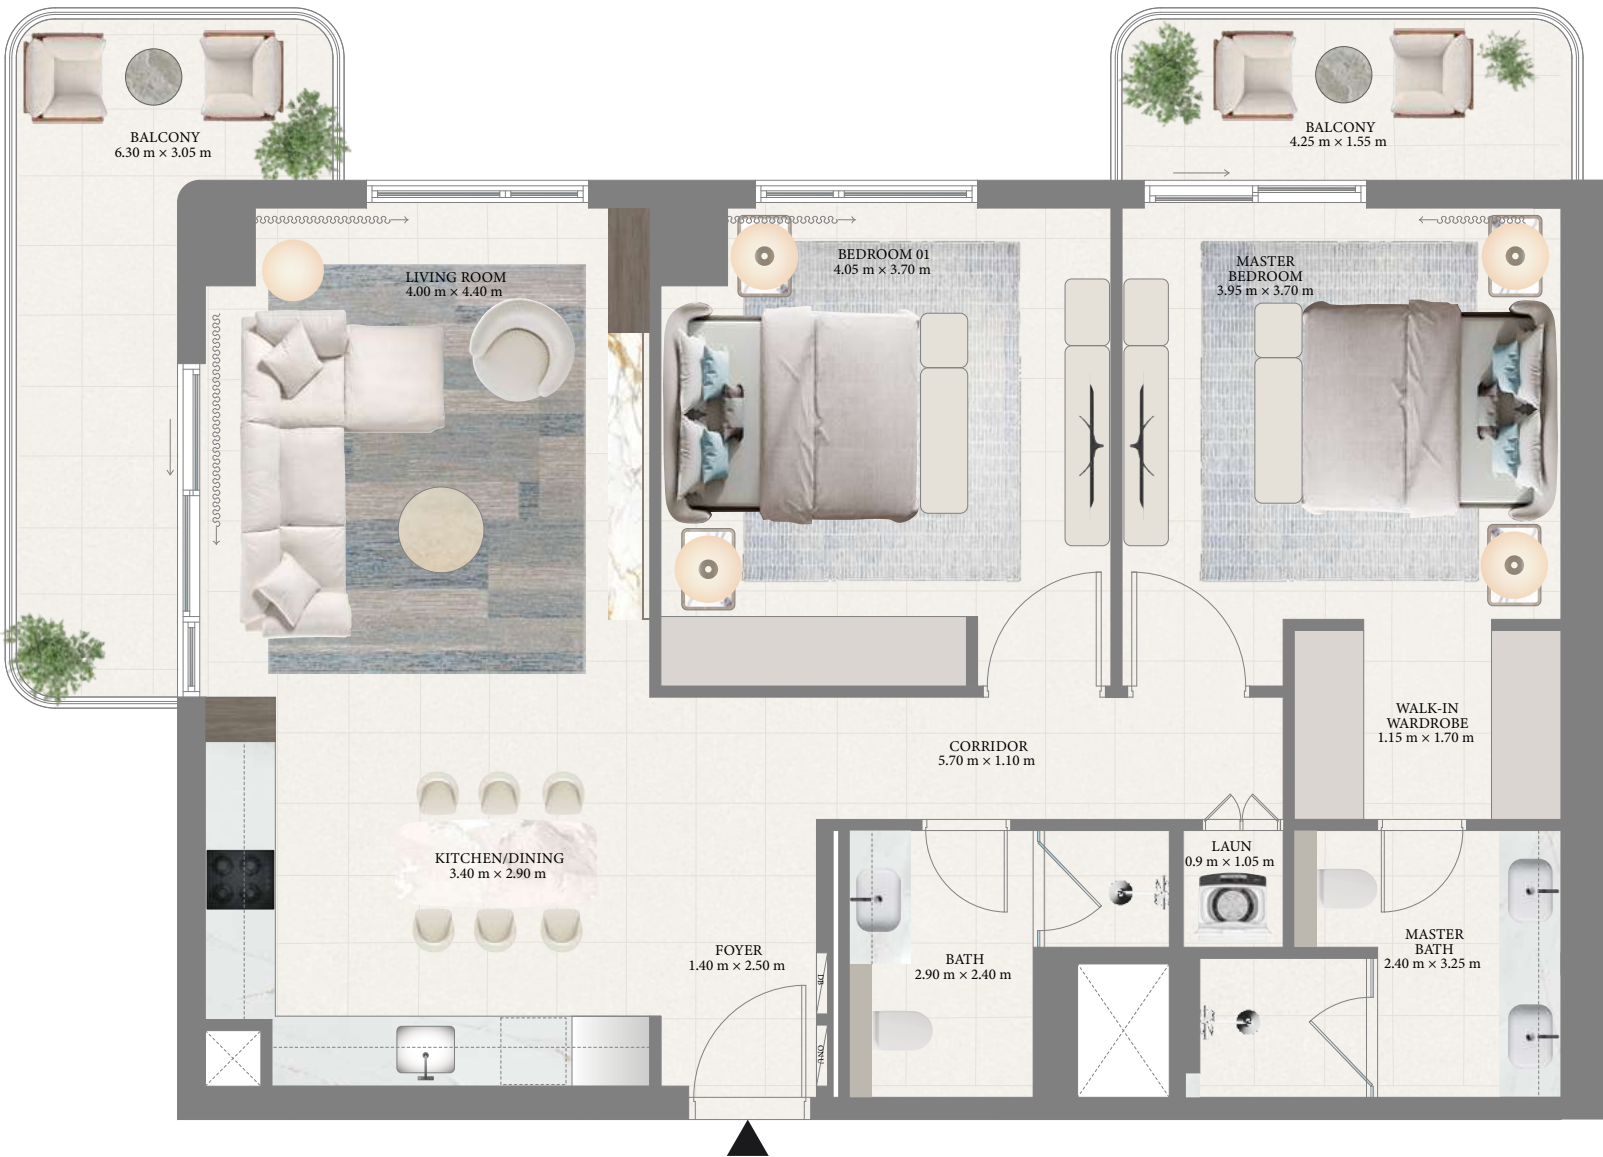 BALCONY
6.30 m × 3.05 m
BALCONY
4.25 m × 1.55 m
LIVING ROOM
4.00 m × 4.40 m
BEDROOM 01
4.05 m × 3.70 m
MASTER
BEDROOM
3.95 m × 3.70 m
WALK-IN
WARDROBE
1.15 m × 1.70 m
CORRIDOR
5.70 m × 1.10 m
KITCHEN/DINING
3.40 m × 2.90 m
LAUN
0.9 m × 1.05 m
FOYER
1.40 m × 2.50 m
BATH
2.90 m × 2.40 m
MASTER
BATH
2.40 m × 3.25 m
DB
ONU